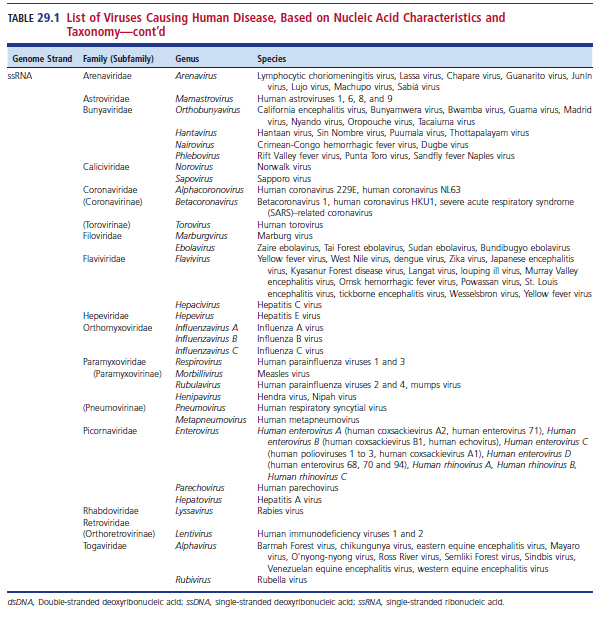 TABLE 29.1 List of Viruses Causing Human Disease, Based on Nucleic Acid Characteristics and
Taxonomy—cont'd
Genome Strand Family (Subfamily) Genus Species
ssRNA Arenaviridae Arenavirus Lymphocytic choriomeningitis virus, Lassa virus, Chapare virus, Guanarito virus, Junín
virus, Lujo virus, Machupo virus, Sabiá virus
Astroviridae Mamastrovirus Human astroviruses 1, 6, 8, and 9
Bunyaviridae Orthobunyavirus California encephalitis virus, Bunyamwera virus, Bwamba virus, Guama virus, Madrid
virus, Nyando virus, Oropouche virus, Tacaiuma virus
Hantavirus Hantaan virus, Sin Nombre virus, Puumala virus, Thottapalayam virus
Nairovirus Crimean-Congo hemorrhagic fever virus, Dugbe virus
Phlebovirus Rift Valley fever virus, Punta Toro virus, Sandfly fever Naples virus
Caliciviridae Norovirus Norwalk virus
Sapovirus Sapporo virus
Coronaviridae Alphacoronovirus Human coronavirus 229E, human coronavirus NL63
(Coronarinae) Betacoronavirus Betacoronavirus 1, human coronavirus HKU1, severe acute respiratory syndrome
(SARS)–related coronavirus
(Torovirinae) Torovirus Human torovirus
Filoviridae Marburgvirus Marburg virus
Ebolavirus Zaire ebolavirus, Tai Forest ebolavirus, Sudan ebolavirus, Bundibugyo ebolavirus
Flaviviridae Flavivirus Yellow fever virus, West Nile virus, dengue virus, Zika virus, Japanese encephalitis
virus, Kyasanur Forest disease virus, Langat virus, louping ill virus, Murray Valley
encephalitis virus, Omsk hemorrhagic fever virus, Powassan virus, St. Louis
encephalitis virus, tickborne encephalitis virus, Wesselsbron virus, Yellow fever virus
Hepacivirus Hepatitis C virus
Hepeviridae Hepevirus Hepatitis E virus
Orthomyxoviridae Influenzavirus A Influenza A virus
Influenzavirus B Influenza B virus
Influenzavirus C Influenza C virus
Paramyxoviridae Respirovirus Human parainfluenza viruses 1 and 3
(Paramyxovirinae) Morbillivirus Measles virus
Rubulavirus Human parainfluenza viruses 2 and 4, mumps virus
Henipavirus Hendra virus, Nipah virus
(Pneumovirinae) Pneumovirus Human respiratory syncytial virus
Metapneumovirus Human metapneumovirus
Picornaviridae Enterovirus Human enterovirus A (human coxsackievirus A2, human enterovirus 71), Human
enterovirus B (human coxsackievirus B1, human echovirus), Human enterovirus C
(human polioviruses 1 to 3, human coxsackievirus A1), Human enterovirus D
(human enterovirus 68, 70 and 94), Human rhinovirus A, Human rhinovirus B,
Human rhinovirus C
Parechovirus Human parechovirus
Hepatovirus Hepatitis A virus
Rhabdoviridae Lyssavirus Rabies virus
Retroviridae
(Orthoretrovirinae) Lentivirus Human immunodeficiency viruses 1 and 2
Togaviridae Alphavirus Barmah Forest virus, chikungunya virus, eastern equine encephalitis virus, Mayaro
virus, O'nyong-nyong virus, Ross River virus, Semliki Forest virus, Sindbis virus,
Venezuelan equine encephalitis virus, western equine encephalitis virus
Rubivirus Rubella virus
dsDNA, Double-stranded deoxyribonucleic acid; ssDNA, single-stranded deoxyribonucleic acid; ssRNA, single-stranded ribonucleic acid.